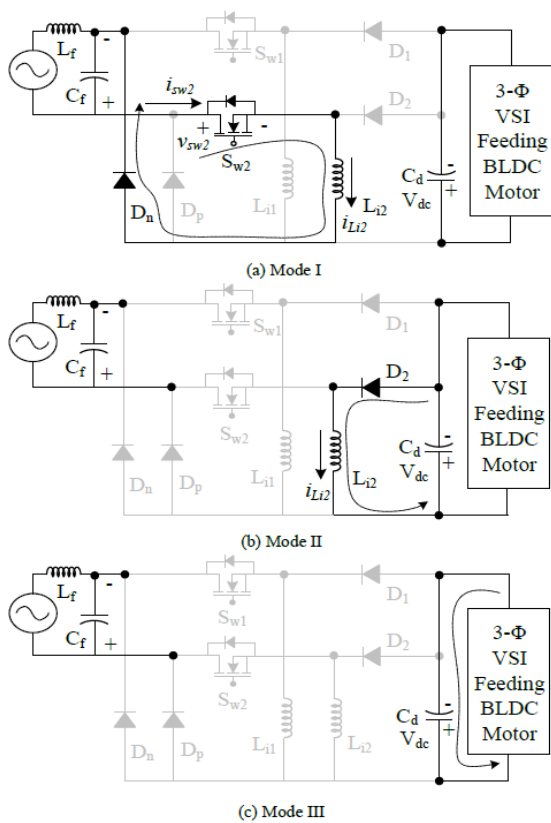 Lf - Sw1 D1 3-Φ
isw2 VSI
Cf + D2 Feeding
+ - BLDC
vsw2 Sw2 Cd - Motor
Dn Dp Li1 Li2 Vdc +
iLi2
(a) Mode I
Lf - Sw1 D1
Cf + D2 3-Φ
Sw2 VSI
Feeding
Cd - BLDC
Dn Dp Li1 Li2 Vdc + Motor
iLi2
(b) Mode II
Lf - Sw1 D1
3-Φ
Cf + D2 VSI
Sw2 Feeding
Cd - BLDC
Dn Dp Li1 Li2 Vdc + Motor
(c) Mode III